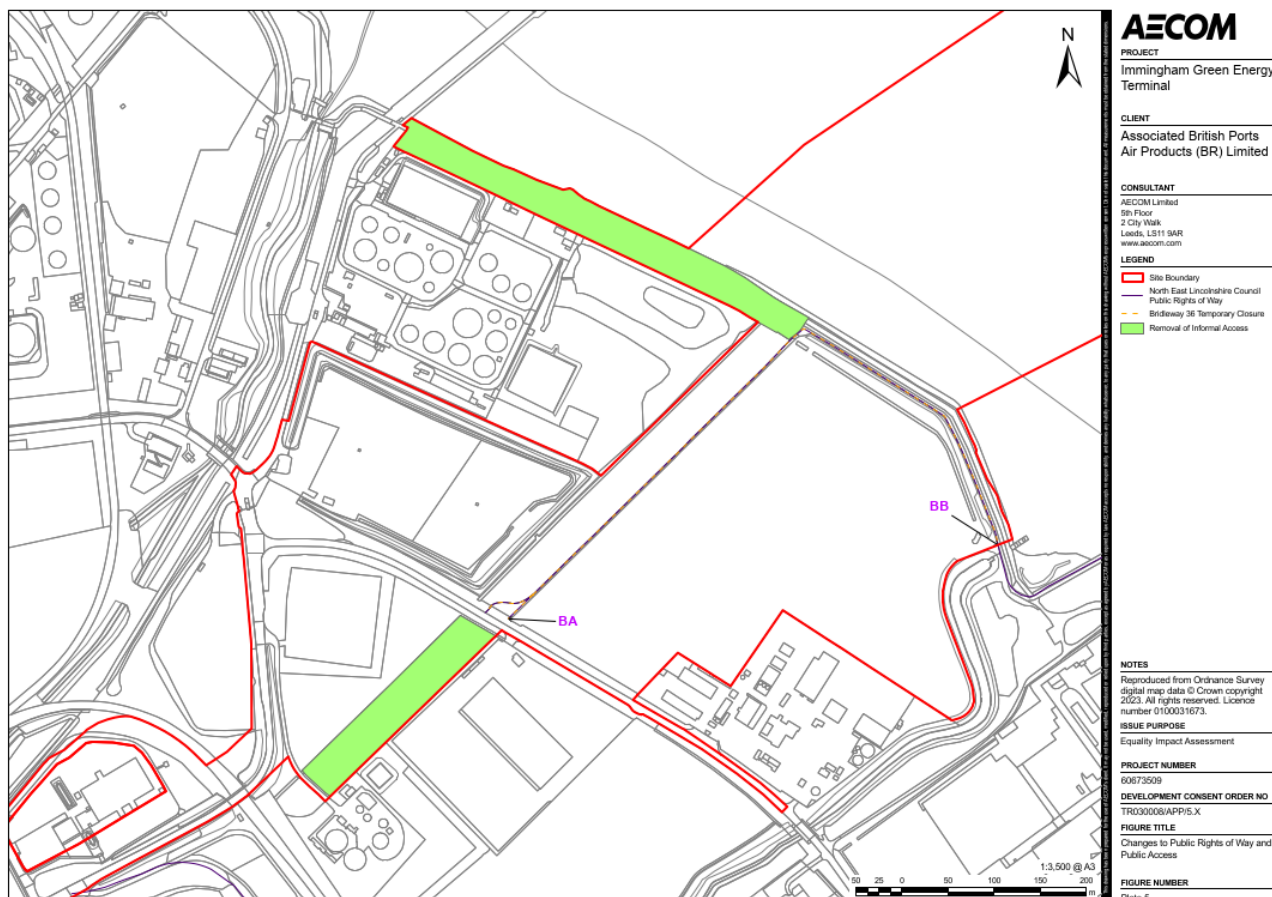 N
BB
BA
1:3,500 @ A3
50 25 0 50 100 150 200
m
AECOM
PROJECT
Immingham Green Energy
Terminal
CLIENT
Associated British Ports
Air Products (BR) Limited
CONSULTANT
AECOM Limited
5th Floor
2 City Walk
Leeds, LS11 9AR
www.aecom.com
LEGEND
Site Boundary
North East Lincolnshire Council
Public Rights of Way
Bridleway 36 Temporary Closure
Removal of Informal Access
NOTES
Reproduced from Ordnance Survey
digital map data © Crown copyright
2023. All rights reserved. Licence
number 0100031673.
ISSUE PURPOSE
Equality Impact Assessment
PROJECT NUMBER
60673509
DEVELOPMENT CONSENT ORDER NO
TR030008/APP/5.X
FIGURE TITLE
Changes to Public Rights of Way and
Public Access
FIGURE NUMBER